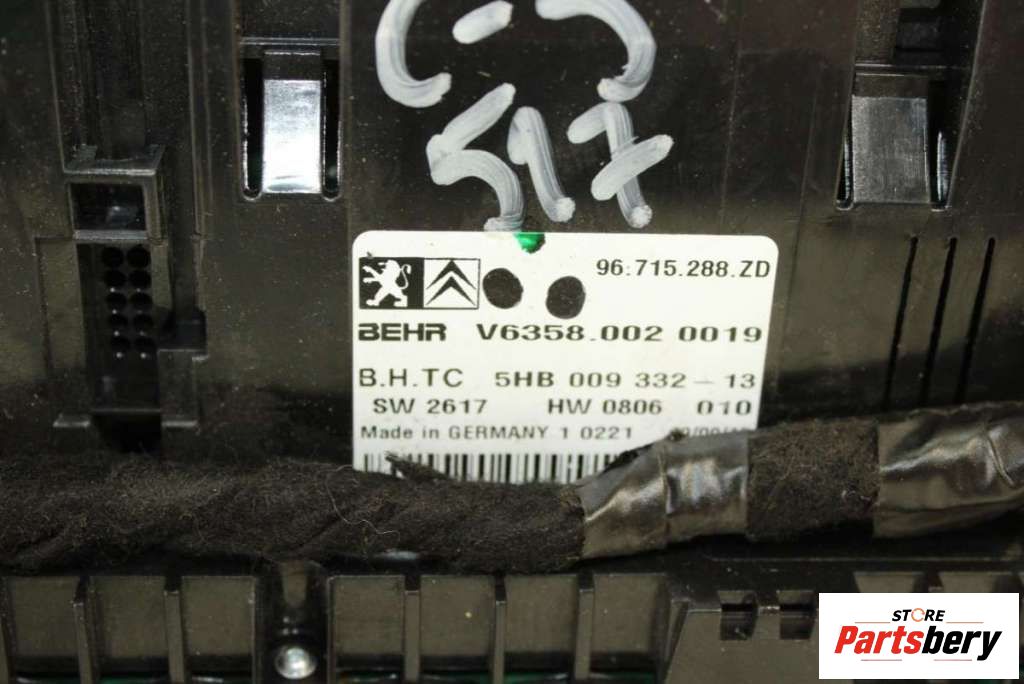 517
96.715.288.ZD
BEHR V6358.002 0019
B.H.TC 5HB 009 332-13
SW 2617 HW 0806 010
Made in GERMANY 1 0221
STORE
Partsbery